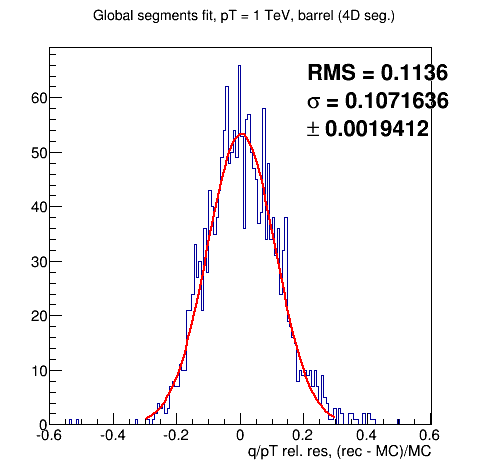 Global segments fit, pT = 1 TeV, barrel (4D seg.)
RMS = 0.1136
σ = 0.1071636
± 0.0019412
60
50
40
30
20
10
0
-0.6 -0.4 -0.2 0 0.2 0.4 0.6
q/pT rel. res, (rec - MC)/MC